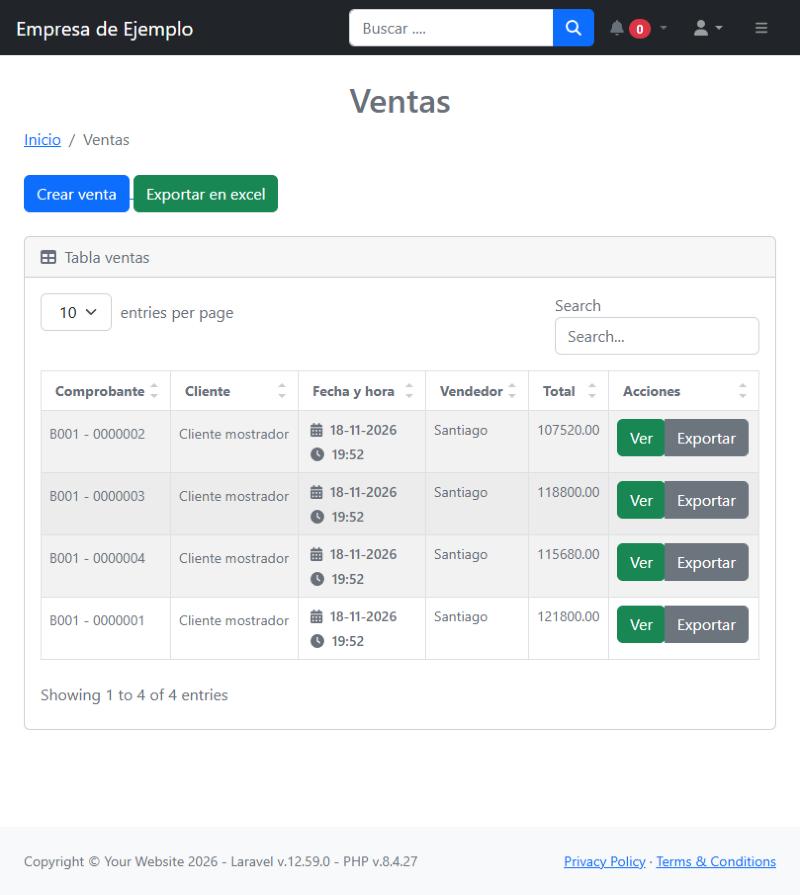 Empresa de Ejemplo Buscar .... 0
Ventas
Inicio / Ventas
Crear venta Exportar en excel
Tabla ventas
10 entries per page
Search
Search...
Comprobante Cliente Fecha y hora Vendedor Total Acciones
B001 - 0000002 Cliente mostrador 18-11-2026 Santiago 107520.00 Ver Exportar
19:52
B001 - 0000003 Cliente mostrador 18-11-2026 Santiago 118800.00 Ver Exportar
19:52
B001 - 0000004 Cliente mostrador 18-11-2026 Santiago 115680.00 Ver Exportar
19:52
B001 - 0000001 Cliente mostrador 18-11-2026 Santiago 121800.00 Ver Exportar
19:52
Showing 1 to 4 of 4 entries
Copyright © Your Website 2026 - Laravel v.12.59.0 - PHP v.8.4.27 Privacy Policy · Terms & Conditions